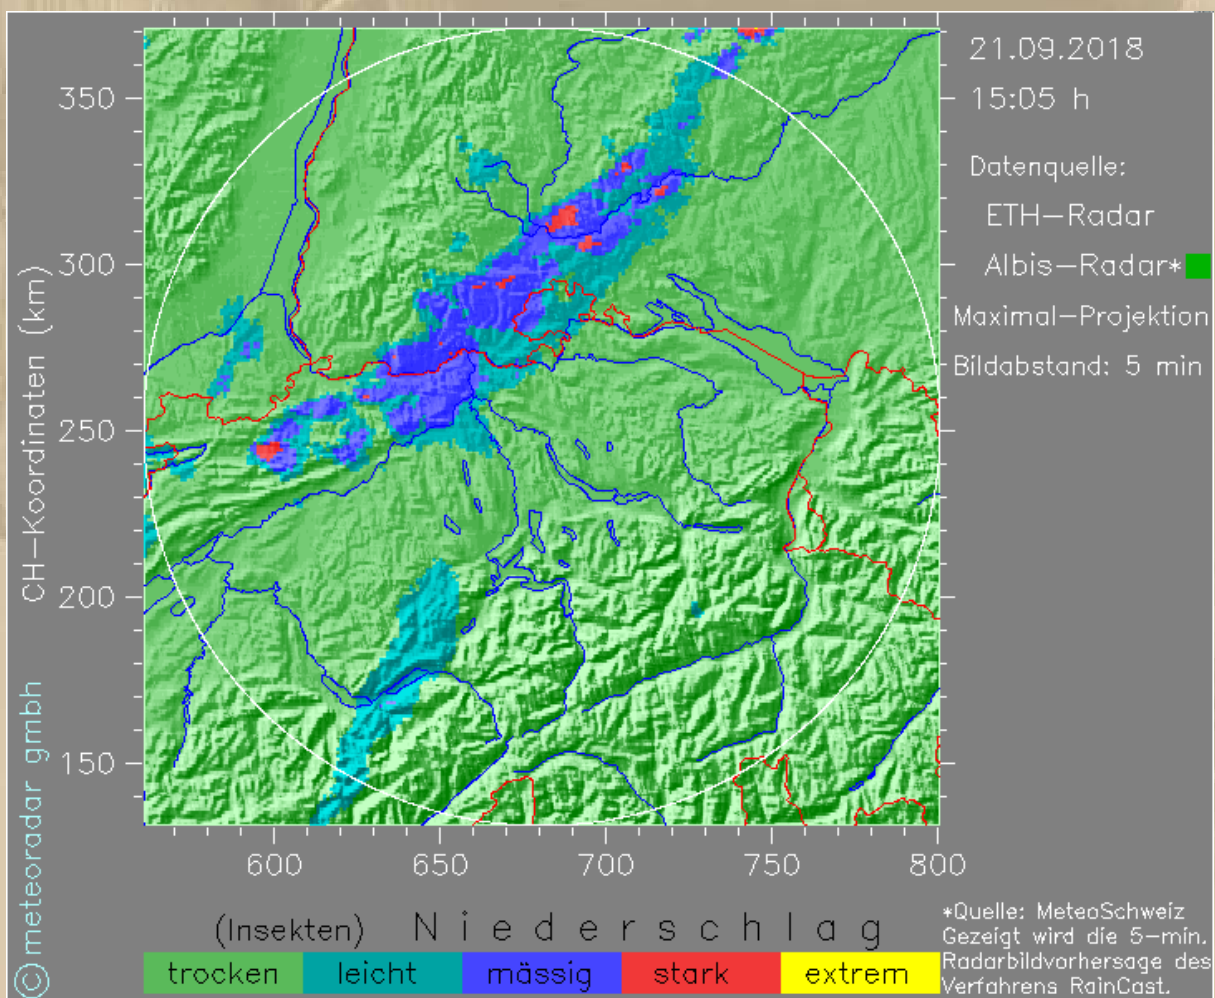 21.09.2018
15:05 h
Datenquelle:
ETH-Radar
Albis-Radar*
Maximal-Projektion
Bildabstand: 5 min
CH-Koordinaten (km)
350
300
250
200
150
600
650
700
750
800
© meteoradar gmbh
(Insekten) Niederschlag
trocken leicht mässig stark extrem
*Quelle: MeteoSchweiz
Gezeigt wird die 5-min.
Radarbildvorhersage des
Verfahrens RainCast.